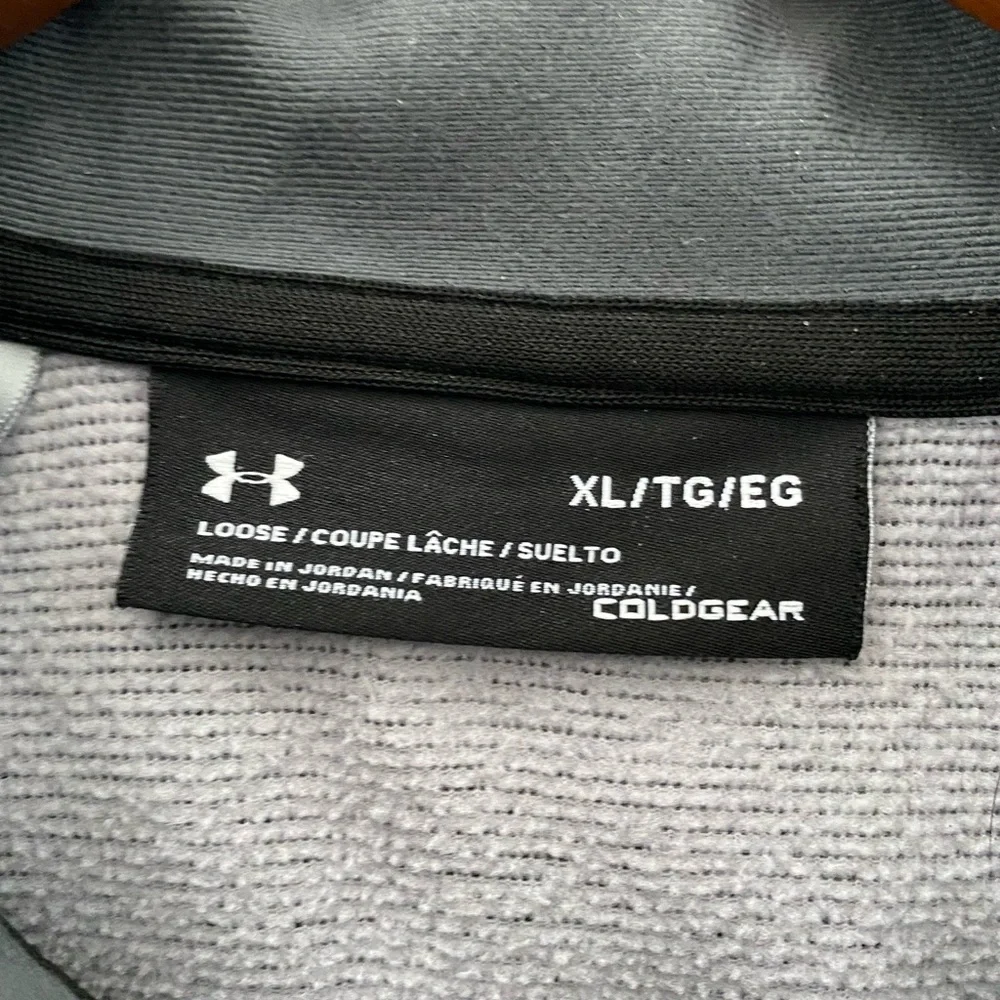 XL/TG/EG
LOOSE / COUPE LÂCHE / SUELTO
MADE IN JORDAN / FABRIQUÉ EN JORDANIE /
HECHO EN JORDANIA
COLDGEAR